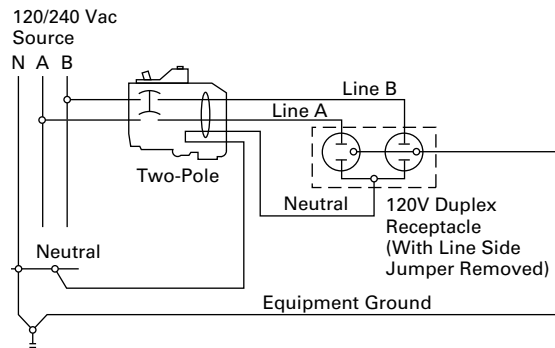 120/240 Vac
Source
N A B
Line B
Line A
Two-Pole
Neutral
120V Duplex
Receptacle
(With Line Side
Jumper Removed)
Neutral
Equipment Ground